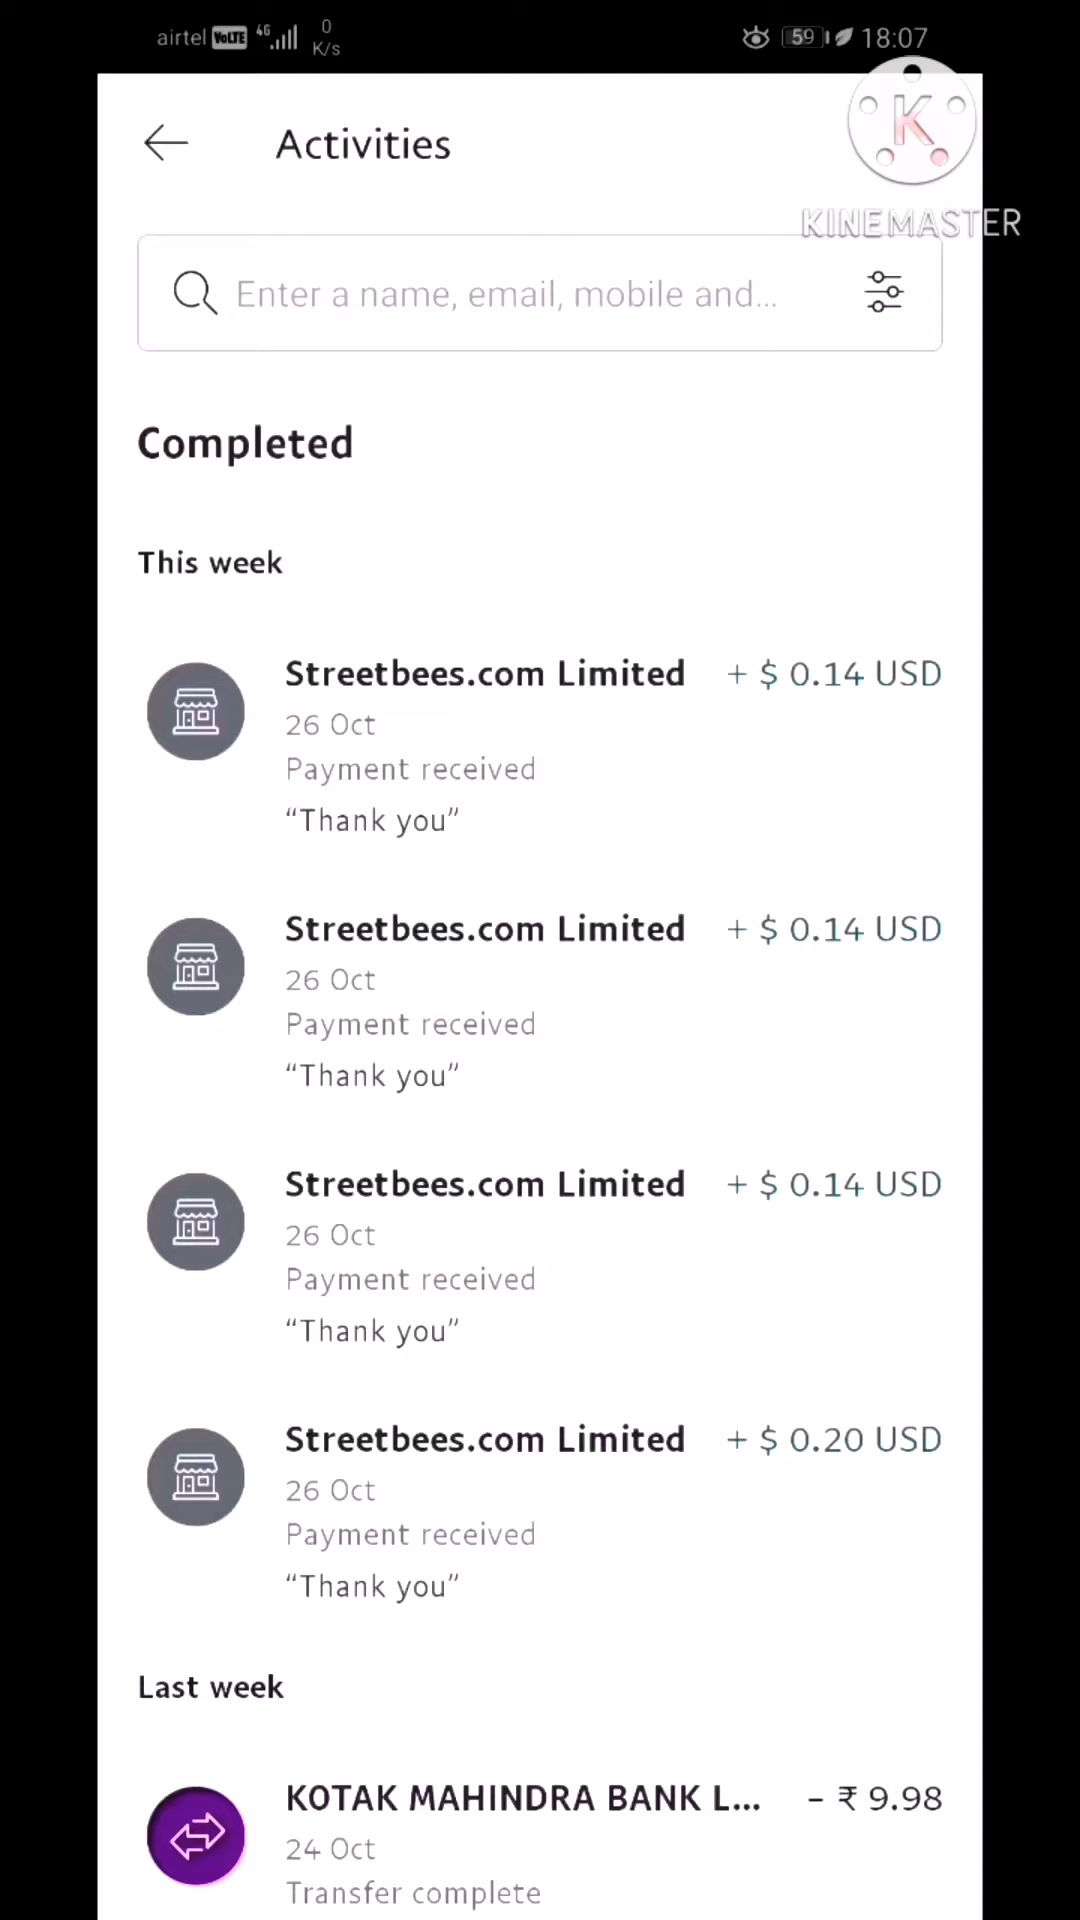 airtel VoLTE 4G 0 K/s 59 18:07
Activities
K
KINEMASTER
Enter a name, email, mobile and...
Completed
This week
Streetbees.com Limited + $ 0.14 USD
26 Oct
Payment received
“Thank you”
Streetbees.com Limited + $ 0.14 USD
26 Oct
Payment received
“Thank you”
Streetbees.com Limited + $ 0.14 USD
26 Oct
Payment received
“Thank you”
Streetbees.com Limited + $ 0.20 USD
26 Oct
Payment received
“Thank you”
Last week
KOTAK MAHINDRA BANK L... - ₹ 9.98
24 Oct
Transfer complete